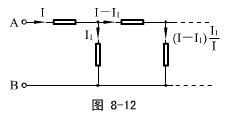 A I I－I₁
I₁ (I－I₁)I₁/I
B
图 8-12